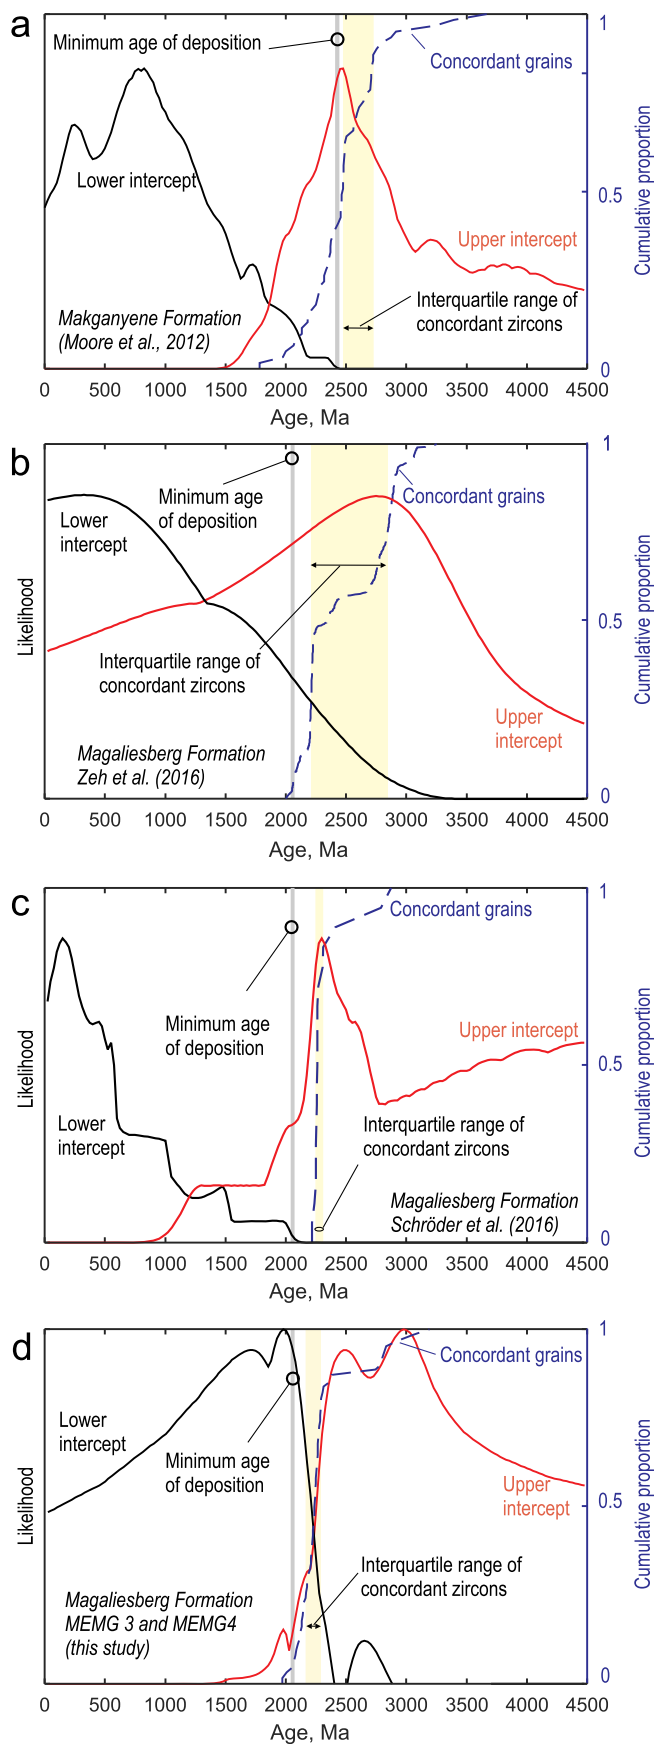 a
Minimum age of deposition
Concordant grains
Lower intercept
Upper intercept
Interquartile range of
concordant zircons
Makganyene Formation
(Moore et al., 2012)
1
0.5
0
Cumulative proportion
0 500 1000 1500 2000 2500 3000 3500 4000 4500
Age, Ma
b
Minimum age
of deposition
Concordant grains
Lower
intercept
Likelihood
Interquartile range of
concordant zircons
Upper
intercept
Magaliesberg Formation
Zeh et al. (2016)
1
0.5
0
Cumulative proportion
0 500 1000 1500 2000 2500 3000 3500 4000 4500
Age, Ma
c
Concordant grains
Minimum age
of deposition
Upper intercept
Likelihood
Lower
intercept
Interquartile range of
concordant zircons
Magaliesberg Formation
Schröder et al. (2016)
1
0.5
0
Cumulative proportion
0 500 1000 1500 2000 2500 3000 3500 4000 4500
Age, Ma
d
Concordant grains
Lower
intercept
Minimum age
of deposition
Likelihood
Upper
intercept
Interquartile range of
concordant zircons
Magaliesberg Formation
MEMG 3 and MEMG4
(this study)
1
0.5
0
Cumulative proportion
0 500 1000 1500 2000 2500 3000 3500 4000 4500
Age, Ma